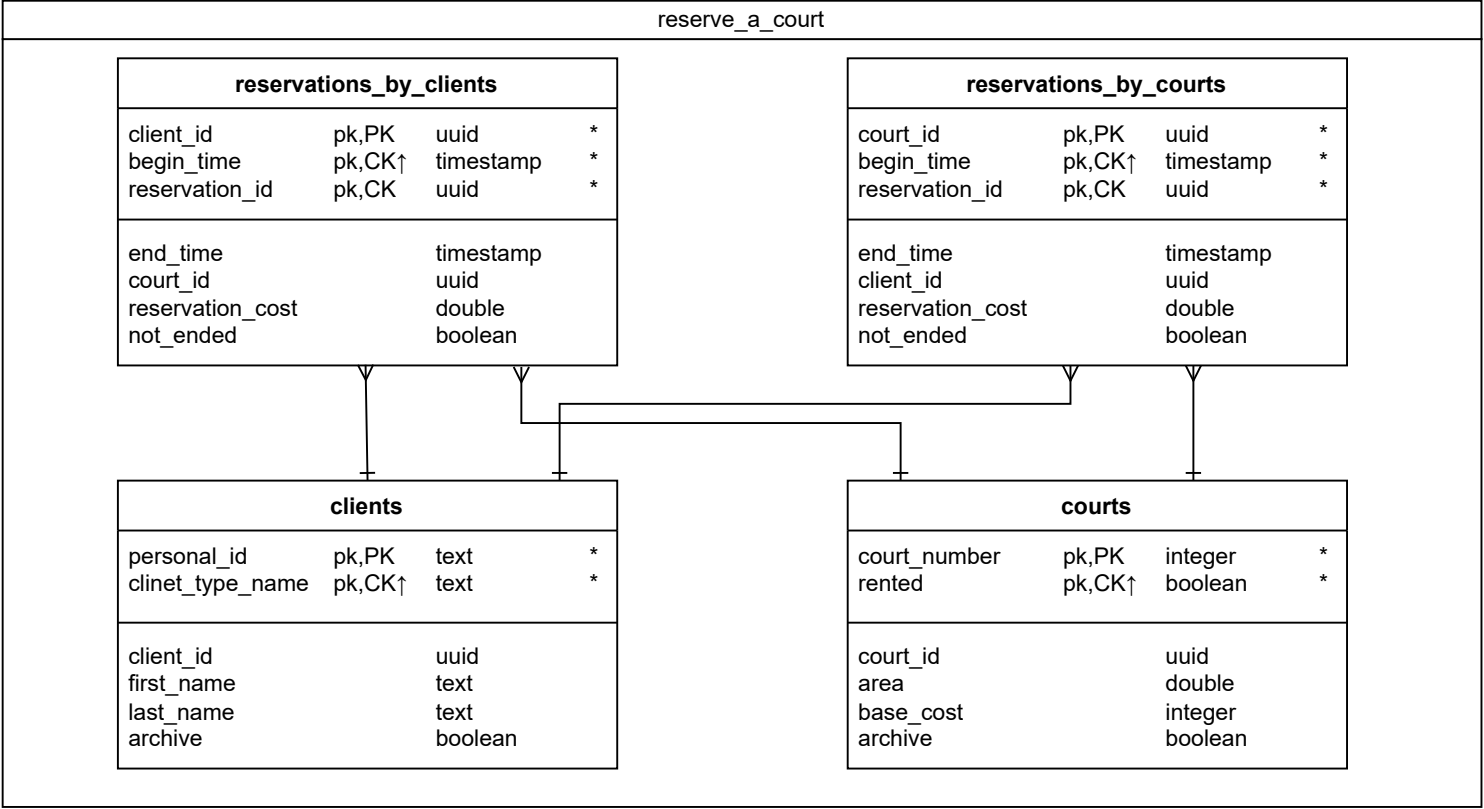 reserve_a_court
reservations_by_clients
client_id pk,PK uuid *
begin_time pk,CK↑ timestamp *
reservation_id pk,CK uuid *
end_time timestamp
court_id uuid
reservation_cost double
not_ended boolean
reservations_by_courts
court_id pk,PK uuid *
begin_time pk,CK↑ timestamp *
reservation_id pk,CK uuid *
end_time timestamp
client_id uuid
reservation_cost double
not_ended boolean
clients
personal_id pk,PK text *
clinet_type_name pk,CK↑ text *
client_id uuid
first_name text
last_name text
archive boolean
courts
court_number pk,PK integer *
rented pk,CK↑ boolean *
court_id uuid
area double
base_cost integer
archive boolean